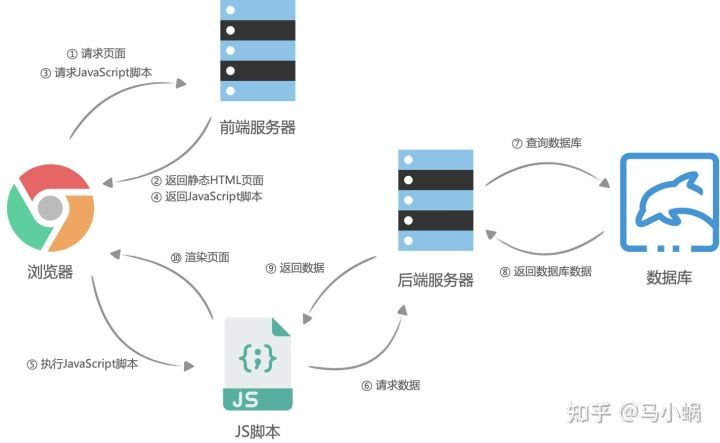 ① 请求页面
③ 请求JavaScript脚本
前端服务器
② 返回静态HTML页面
④ 返回JavaScript脚本
浏览器
⑦ 查询数据库
后端服务器
⑧ 返回数据库数据
数据库
⑩ 渲染页面
⑨ 返回数据
⑤ 执行JavaScript脚本
{;}
JS
⑥ 请求数据
JS脚本
知乎 @马小蜗